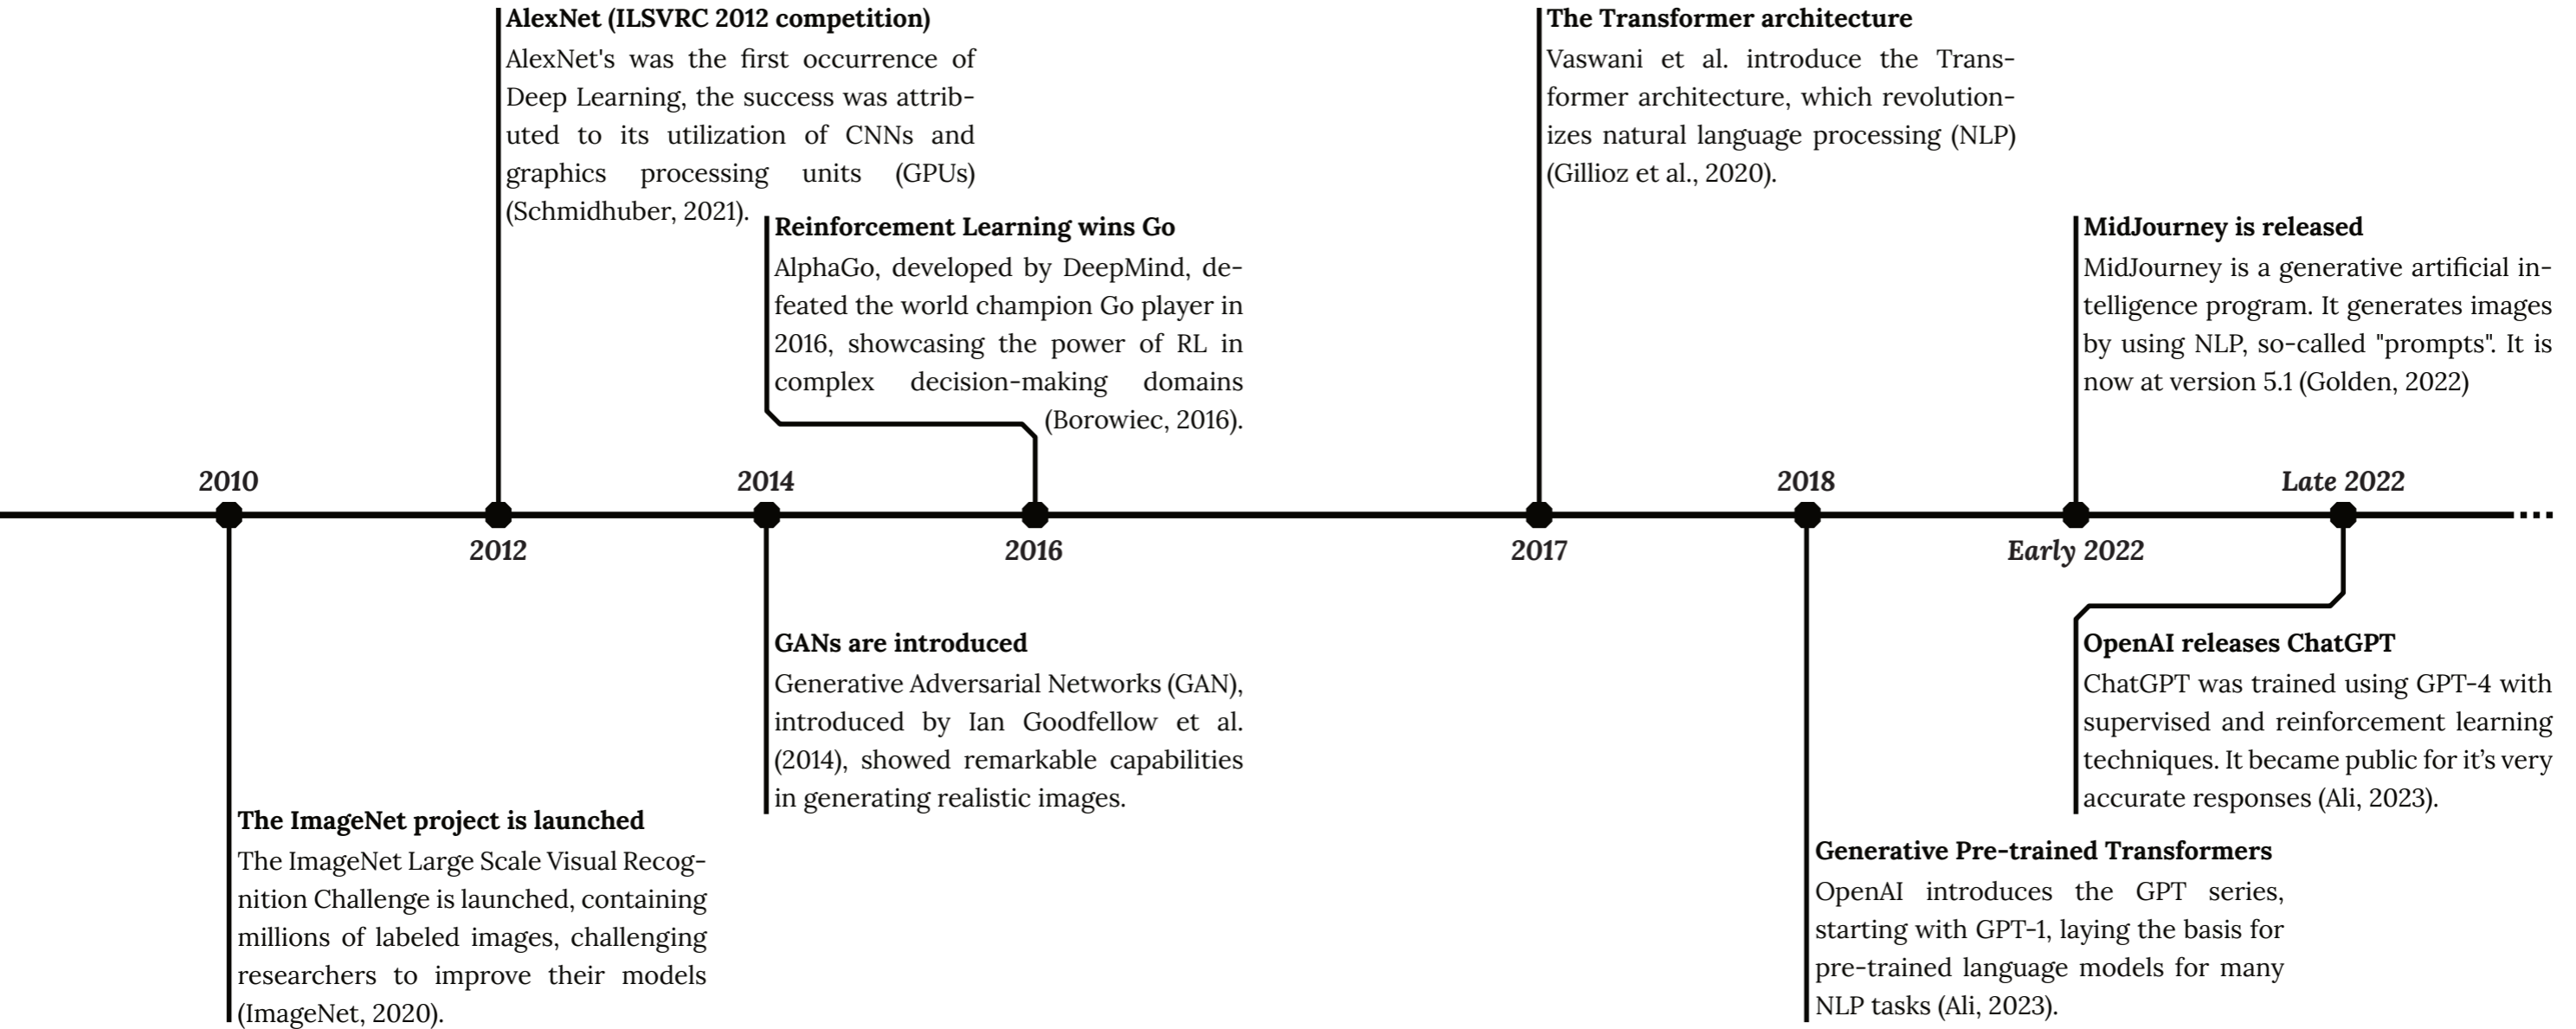 AlexNet (ILSVRC 2012 competition)
AlexNet's was the first occurrence of
Deep Learning, the success was attrib-
uted to its utilization of CNNs and
graphics processing units (GPUs)
(Schmidhuber, 2021).
Reinforcement Learning wins Go
AlphaGo, developed by DeepMind, de-
feated the world champion Go player in
2016, showcasing the power of RL in
complex decision-making domains
(Borowiec, 2016).
The Transformer architecture
Vaswani et al. introduce the Trans-
former architecture, which revolution-
izes natural language processing (NLP)
(Gillioz et al., 2020).
MidJourney is released
MidJourney is a generative artificial in-
telligence program. It generates images
by using NLP, so-called "prompts". It is
now at version 5.1 (Golden, 2022)
2010
2012
2014
2016
2017
2018
Early 2022
Late 2022
The ImageNet project is launched
The ImageNet Large Scale Visual Recog-
nition Challenge is launched, containing
millions of labeled images, challenging
researchers to improve their models
(ImageNet, 2020).
GANs are introduced
Generative Adversarial Networks (GAN),
introduced by Ian Goodfellow et al.
(2014), showed remarkable capabilities
in generating realistic images.
Generative Pre-trained Transformers
OpenAI introduces the GPT series,
starting with GPT-1, laying the basis for
pre-trained language models for many
NLP tasks (Ali, 2023).
OpenAI releases ChatGPT
ChatGPT was trained using GPT-4 with
supervised and reinforcement learning
techniques. It became public for it’s very
accurate responses (Ali, 2023).